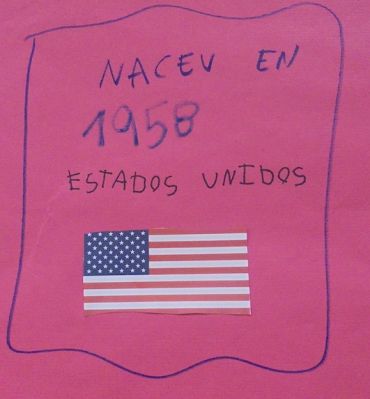 NACEU EN
1958
ESTADOS UNIDOS